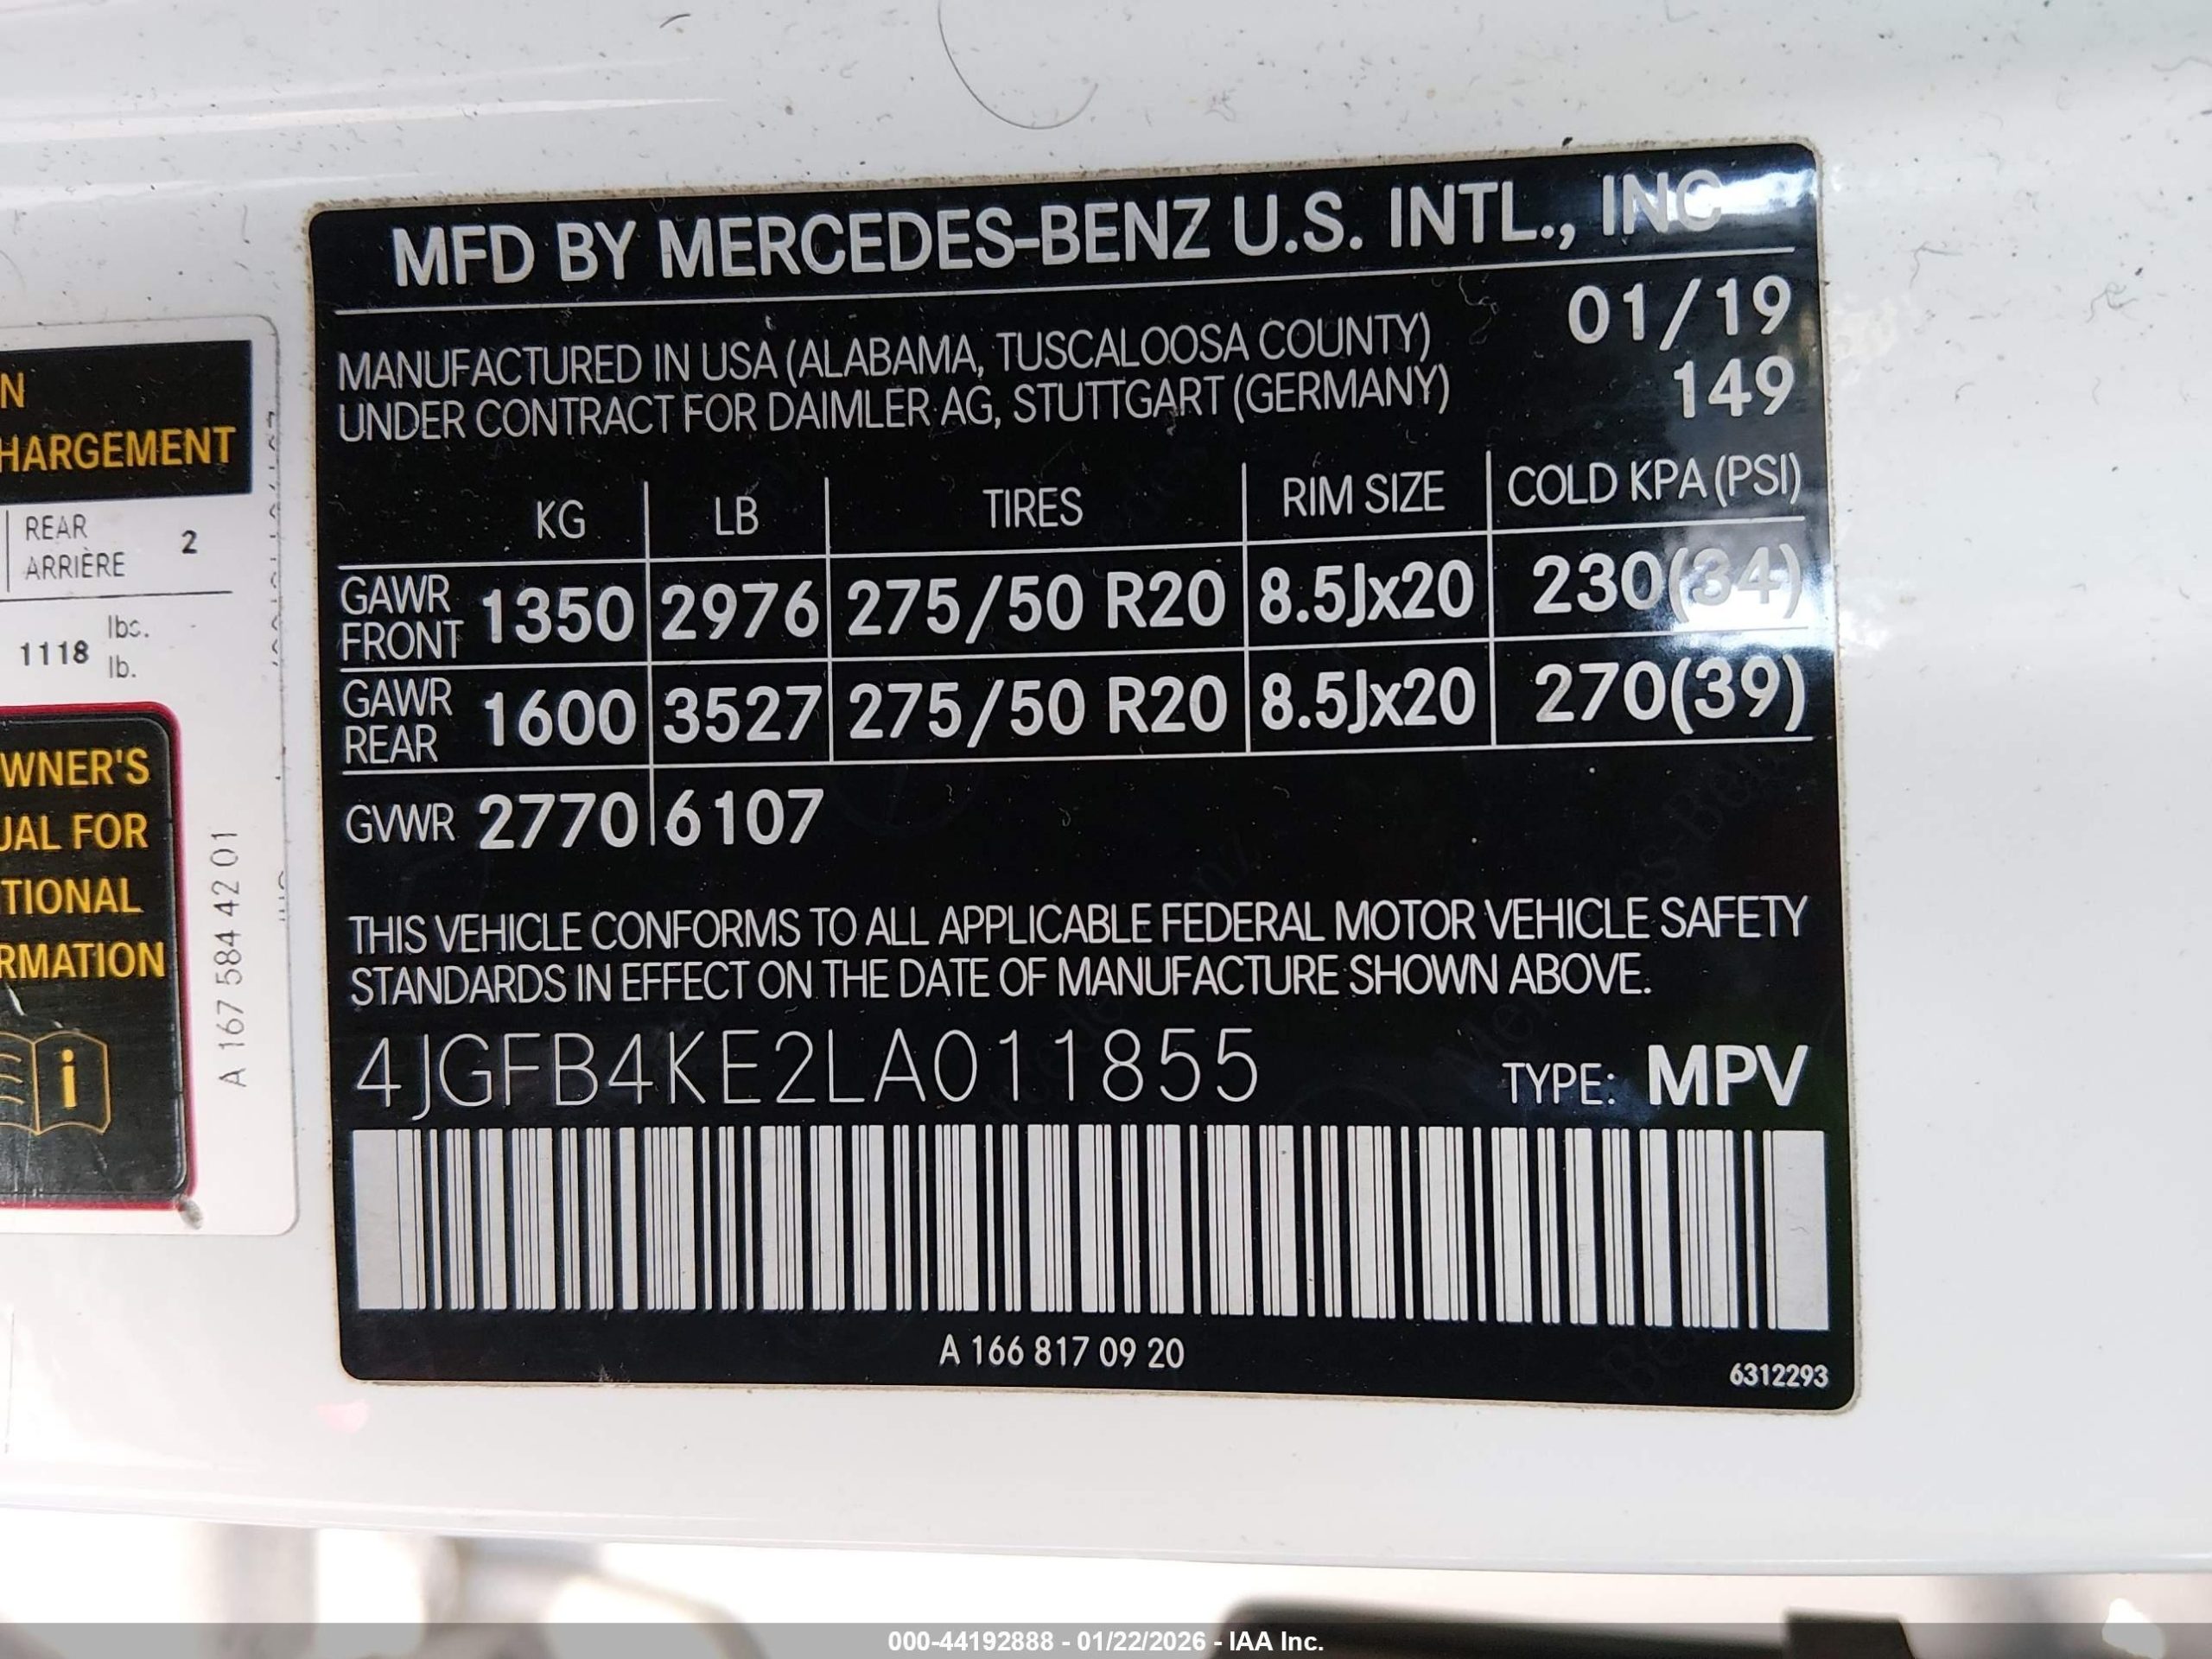 MFD BY MERCEDES-BENZ U.S. INTL., INC
01/19
MANUFACTURED IN USA (ALABAMA, TUSCALOOSA COUNTY)
UNDER CONTRACT FOR DAIMLER AG, STUTTGART (GERMANY)
149
KG LB TIRES RIM SIZE COLD KPA (PSI)
GAWR FRONT 1350 2976 275/50 R20 8.5Jx20 230(34)
GAWR REAR 1600 3527 275/50 R20 8.5Jx20 270(39)
GVWR 2770 6107
THIS VEHICLE CONFORMS TO ALL APPLICABLE FEDERAL MOTOR VEHICLE SAFETY
STANDARDS IN EFFECT ON THE DATE OF MANUFACTURE SHOWN ABOVE.
4JGFB4KE2LA011855 TYPE: MPV
A 166 817 09 20
6312293
N
HARGEMENT
REAR
ARRIÈRE 2
1118 lbs.
lb.
WNER'S
UAL FOR
TIONAL
RMATION
i
A 167 584 42 01
000-44192888 - 01/22/2026 - IAA Inc.